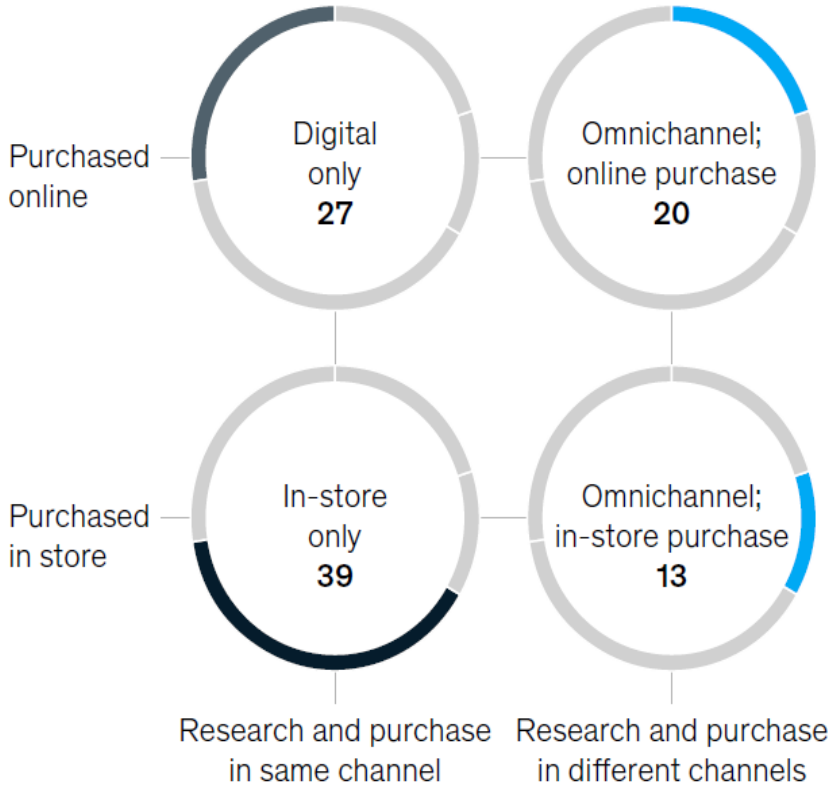 Purchased
online
Digital
only
27
Omnichannel;
online purchase
20
Purchased
in store
In-store
only
39
Omnichannel;
in-store purchase
13
Research and purchase
in same channel
Research and purchase
in different channels